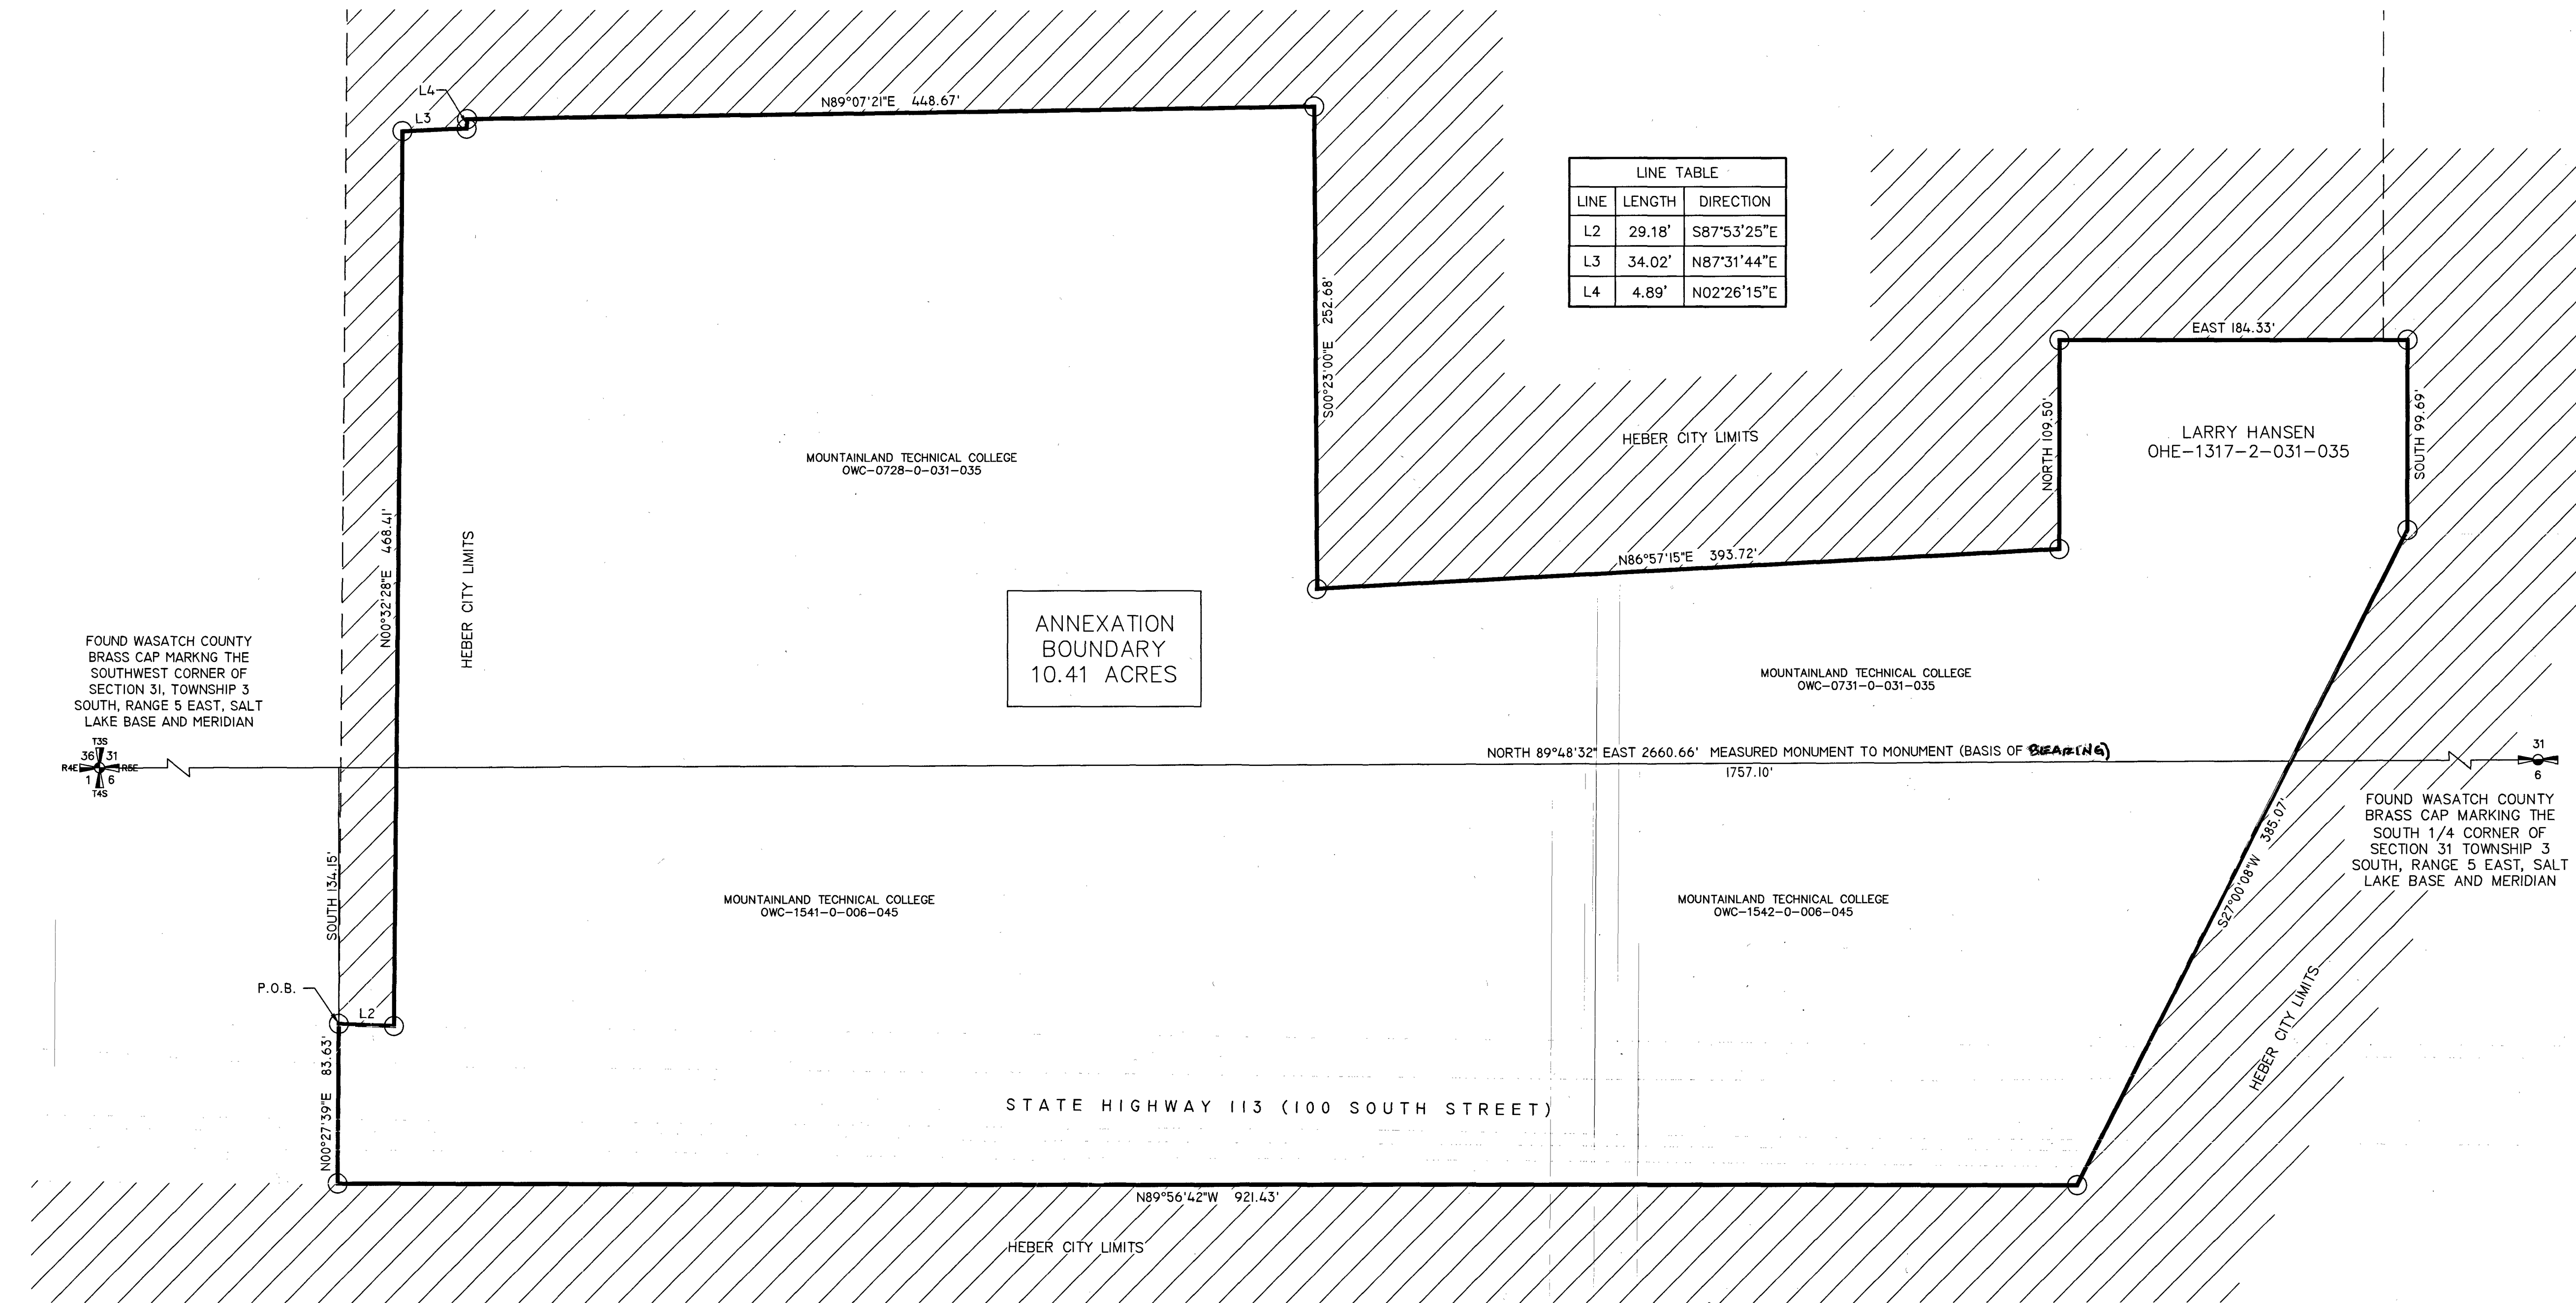 L4
L3
N89°07'21"E 448.67'
LINE TABLE
LINE LENGTH DIRECTION
L2 29.18' S87°53'25"E
L3 34.02' N87°31'44"E
L4 4.89' N02°26'15"E
S00°23'00"E 252.68'
EAST 184.33'
NORTH 109.50'
SOUTH 99.69'
LARRY HANSEN
OHE-1317-2-031-035
HEBER CITY LIMITS
MOUNTAINLAND TECHNICAL COLLEGE
OWC-0728-0-031-035
N00°32'28"E 468.41'
HEBER CITY LIMITS
N86°57'15"E 393.72'
ANNEXATION
BOUNDARY
10.41 ACRES
FOUND WASATCH COUNTY
BRASS CAP MARKNG THE
SOUTHWEST CORNER OF
SECTION 31, TOWNSHIP 3
SOUTH, RANGE 5 EAST, SALT
LAKE BASE AND MERIDIAN
T3S
36 31
R4E R5E
1 6
T4S
MOUNTAINLAND TECHNICAL COLLEGE
OWC-0731-0-031-035
NORTH 89°48'32" EAST 2660.66' MEASURED MONUMENT TO MONUMENT (BASIS OF BEARING)
1757.10'
31
6
FOUND WASATCH COUNTY
BRASS CAP MARKING THE
SOUTH 1/4 CORNER OF
SECTION 31 TOWNSHIP 3
SOUTH, RANGE 5 EAST, SALT
LAKE BASE AND MERIDIAN
S27°00'08"W 385.07'
SOUTH 134.15'
MOUNTAINLAND TECHNICAL COLLEGE
OWC-1541-0-006-045
MOUNTAINLAND TECHNICAL COLLEGE
OWC-1542-0-006-045
P.O.B.
L2
N00°27'39"E 83.63'
HEBER CITY LIMITS
STATE HIGHWAY 113 (100 SOUTH STREET)
N89°56'42"W 921.43'
HEBER CITY LIMITS